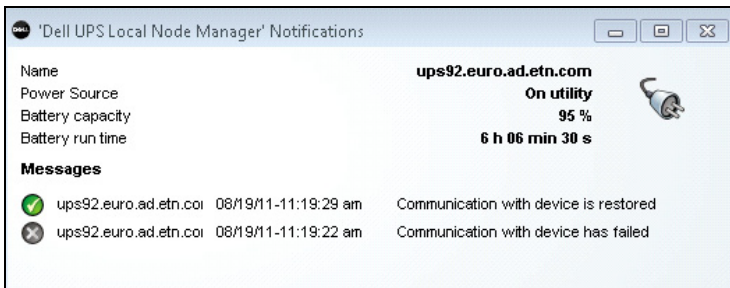 DELL 'Dell UPS Local Node Manager' Notifications
Name ups92.euro.ad.etn.com
Power Source On utility
Battery capacity 95 %
Battery run time 6 h 06 min 30 s
Messages
ups92.euro.ad.etn.coı 08/19/11-11:19:29 am Communication with device is restored
ups92.euro.ad.etn.coı 08/19/11-11:19:22 am Communication with device has failed